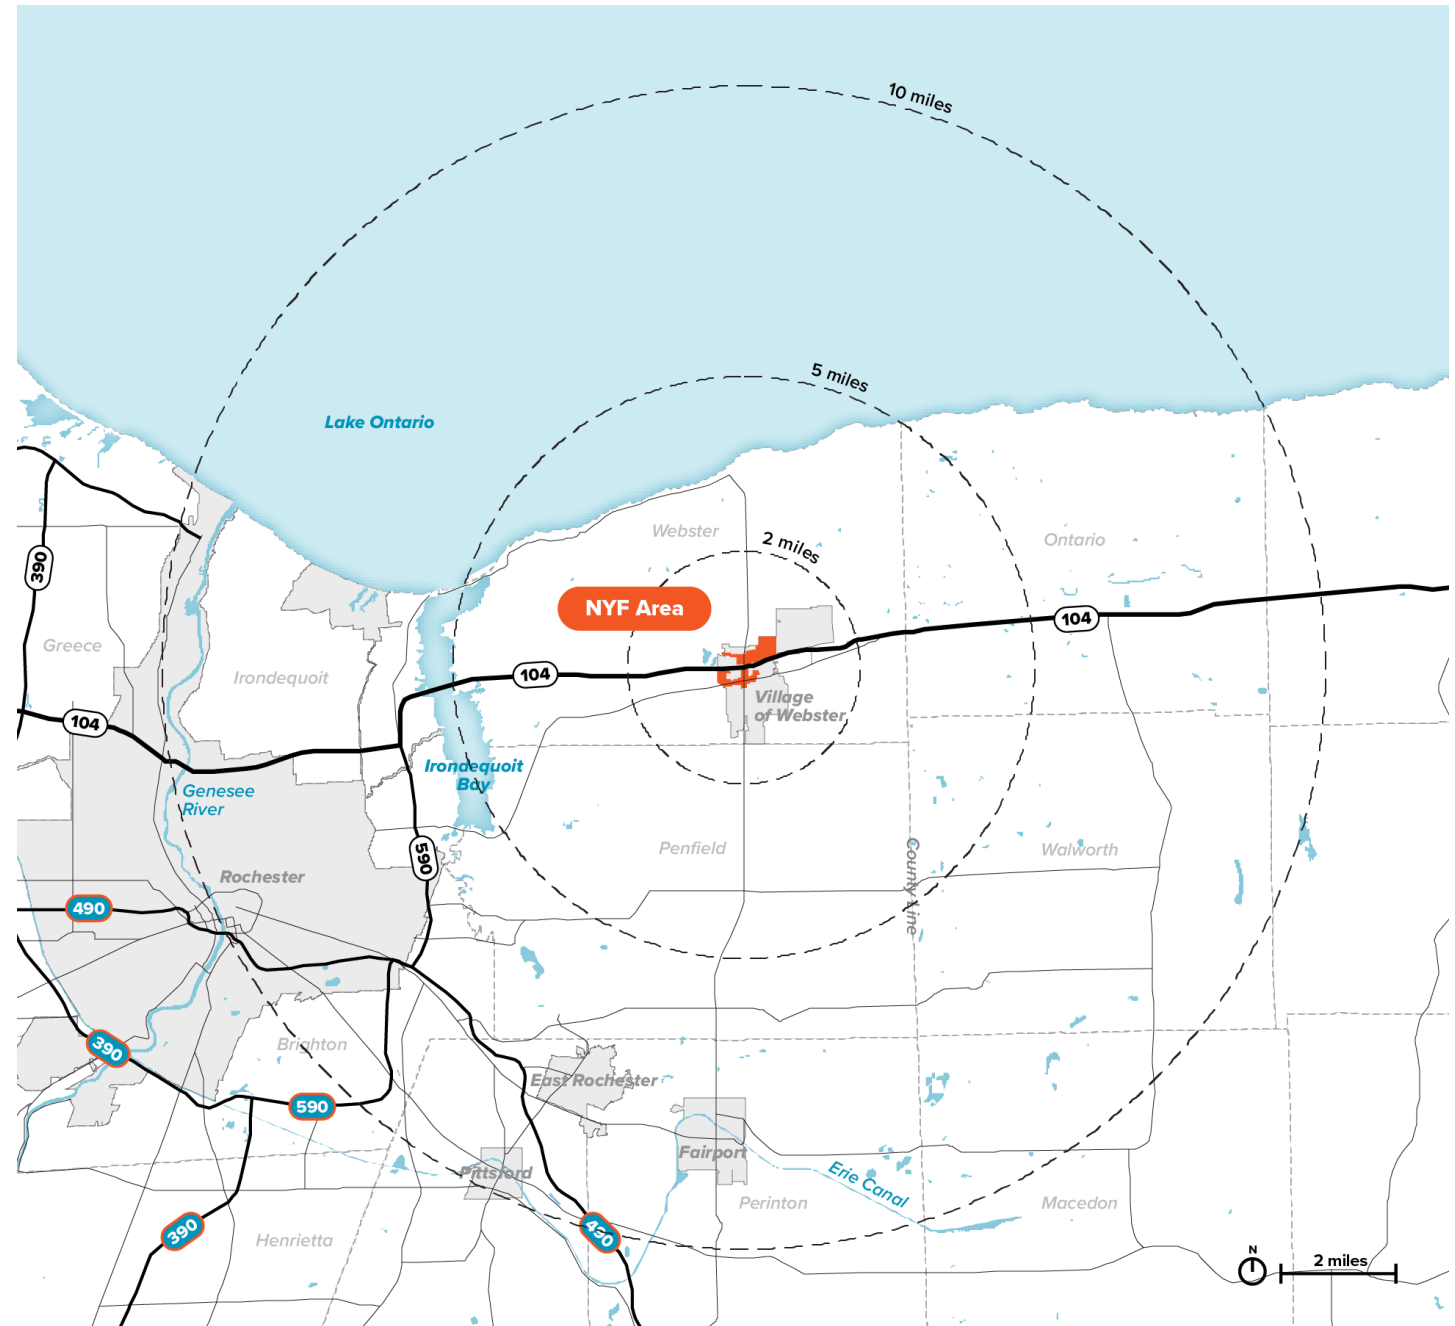 10 miles
5 miles
Lake Ontario
Webster
2 miles
Ontario
390
NYF Area
104
Greece
Irondequoit
104
Village
of Webster
104
Irondequoit
Bay
Genesee
River
590
Penfield
County Line
Walworth
Rochester
490
390
Brighton
East Rochester
590
Fairport
Pittsford
Erie Canal
Perinton
Macedon
390
490
Henrietta
N
2 miles